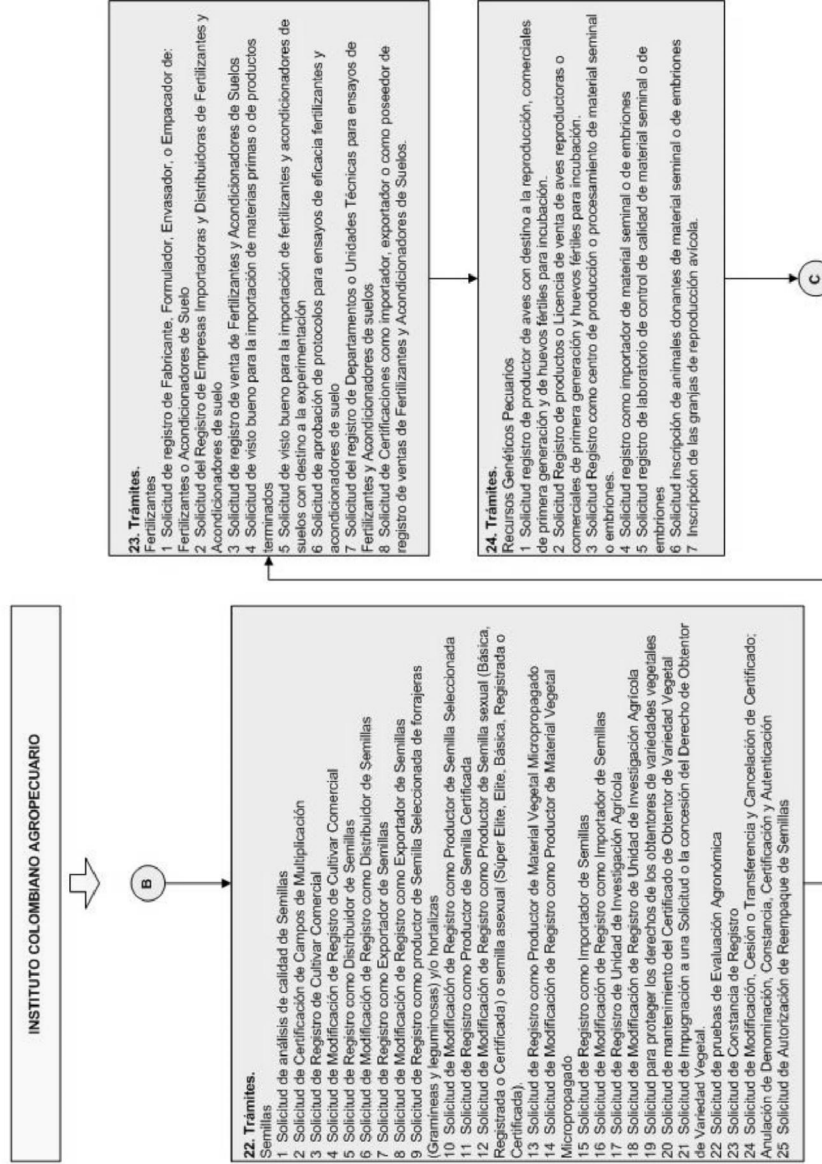 INSTITUTO COLOMBIANO AGROPECUARIO
B
22. Trámites.
Semillas
1 Solicitud de análisis de calidad de Semillas
2 Solicitud de Certificación de Campos de Multiplicación
3 Solicitud de Registro de Cultivar Comercial
4 Solicitud de Modificación de Registro de Cultivar Comercial
5 Solicitud de Registro como Distribuidor de Semillas
6 Solicitud de Modificación de Registro como Distribuidor de Semillas
7 Solicitud de Registro como Exportador de Semillas
8 Solicitud de Modificación de Registro como Exportador de Semillas
9 Solicitud de Registro como productor de Semilla Seleccionada de forrajeras
(Gramíneas y leguminosas) y/o hortalizas
10 Solicitud de Modificación de Registro como Productor de Semilla Seleccionada
11 Solicitud de Registro como Productor de Semilla Certificada
12 Solicitud de Modificación de Registro como Productor de Semilla sexual (Básica,
Registrada o Certificada) o semilla asexual (Súper Elite, Elite, Básica, Registrada o
Certificada).
13 Solicitud de Registro como Productor de Material Vegetal Micropropagado
14 Solicitud de Modificación de Registro como Productor de Material Vegetal
Micropropagado
15 Solicitud de Registro como Importador de Semillas
16 Solicitud de Modificación de Registro como Importador de Semillas
17 Solicitud de Registro de Unidad de Investigación Agrícola
18 Solicitud de Modificación de Registro de Unidad de Investigación Agrícola
19 Solicitud para proteger los derechos de los obtentores de variedades vegetales
20 Solicitud de mantenimiento del Certificado de Obtentor de Variedad Vegetal
21 Solicitud de Impugnación a una Solicitud o la concesión del Derecho de Obtentor
de Variedad Vegetal.
22 Solicitud de pruebas de Evaluación Agronómica
23 Solicitud de Constancia de Registro
24 Solicitud de Modificación, Cesión o Transferencia y Cancelación de Certificado;
Anulación de Denominación, Constancia, Certificación y Autenticación
25 Solicitud de Autorización de Reempaque de Semillas
23. Trámites.
Fertilizantes
1 Solicitud de registro de Fabricante, Formulador, Envasador, o Empacador de:
Fertilizantes o Acondicionadores de Suelo
2 Solicitud del Registro de Empresas Importadoras y Distribuidoras de Fertilizantes y
Acondicionadores de suelo
3 Solicitud de registro de venta de Fertilizantes y Acondicionadores de Suelos
4 Solicitud de visto bueno para la importación de materias primas o de productos
terminados
5 Solicitud de visto bueno para la importación de fertilizantes y acondicionadores de
suelos con destino a la experimentación
6 Solicitud de aprobación de protocolos para ensayos de eficacia fertilizantes y
acondicionadores de suelo
7 Solicitud del registro de Departamentos o Unidades Técnicas para ensayos de
Fertilizantes y Acondicionadores de suelos
8 Solicitud de Certificaciones como importador, exportador o como poseedor de
registro de ventas de Fertilizantes y Acondicionadores de Suelos.
24. Trámites.
Recursos Genéticos Pecuarios
1 Solicitud registro de productor de aves con destino a la reproducción, comerciales
de primera generación y de huevos fértiles para incubación.
2 Solicitud Registro de productos o Licencia de venta de aves reproductoras o
comerciales de primera generación y huevos fértiles para incubación.
3 Solicitud Registro como centro de producción o procesamiento de material seminal
o embriones.
4 Solicitud registro como importador de material seminal o de embriones
5 Solicitud registro de laboratorio de control de calidad de material seminal o de
embriones
6 Solicitud inscripción de animales donantes de material seminal o de embriones
7 Inscripción de las granjas de reproducción avícola.
C